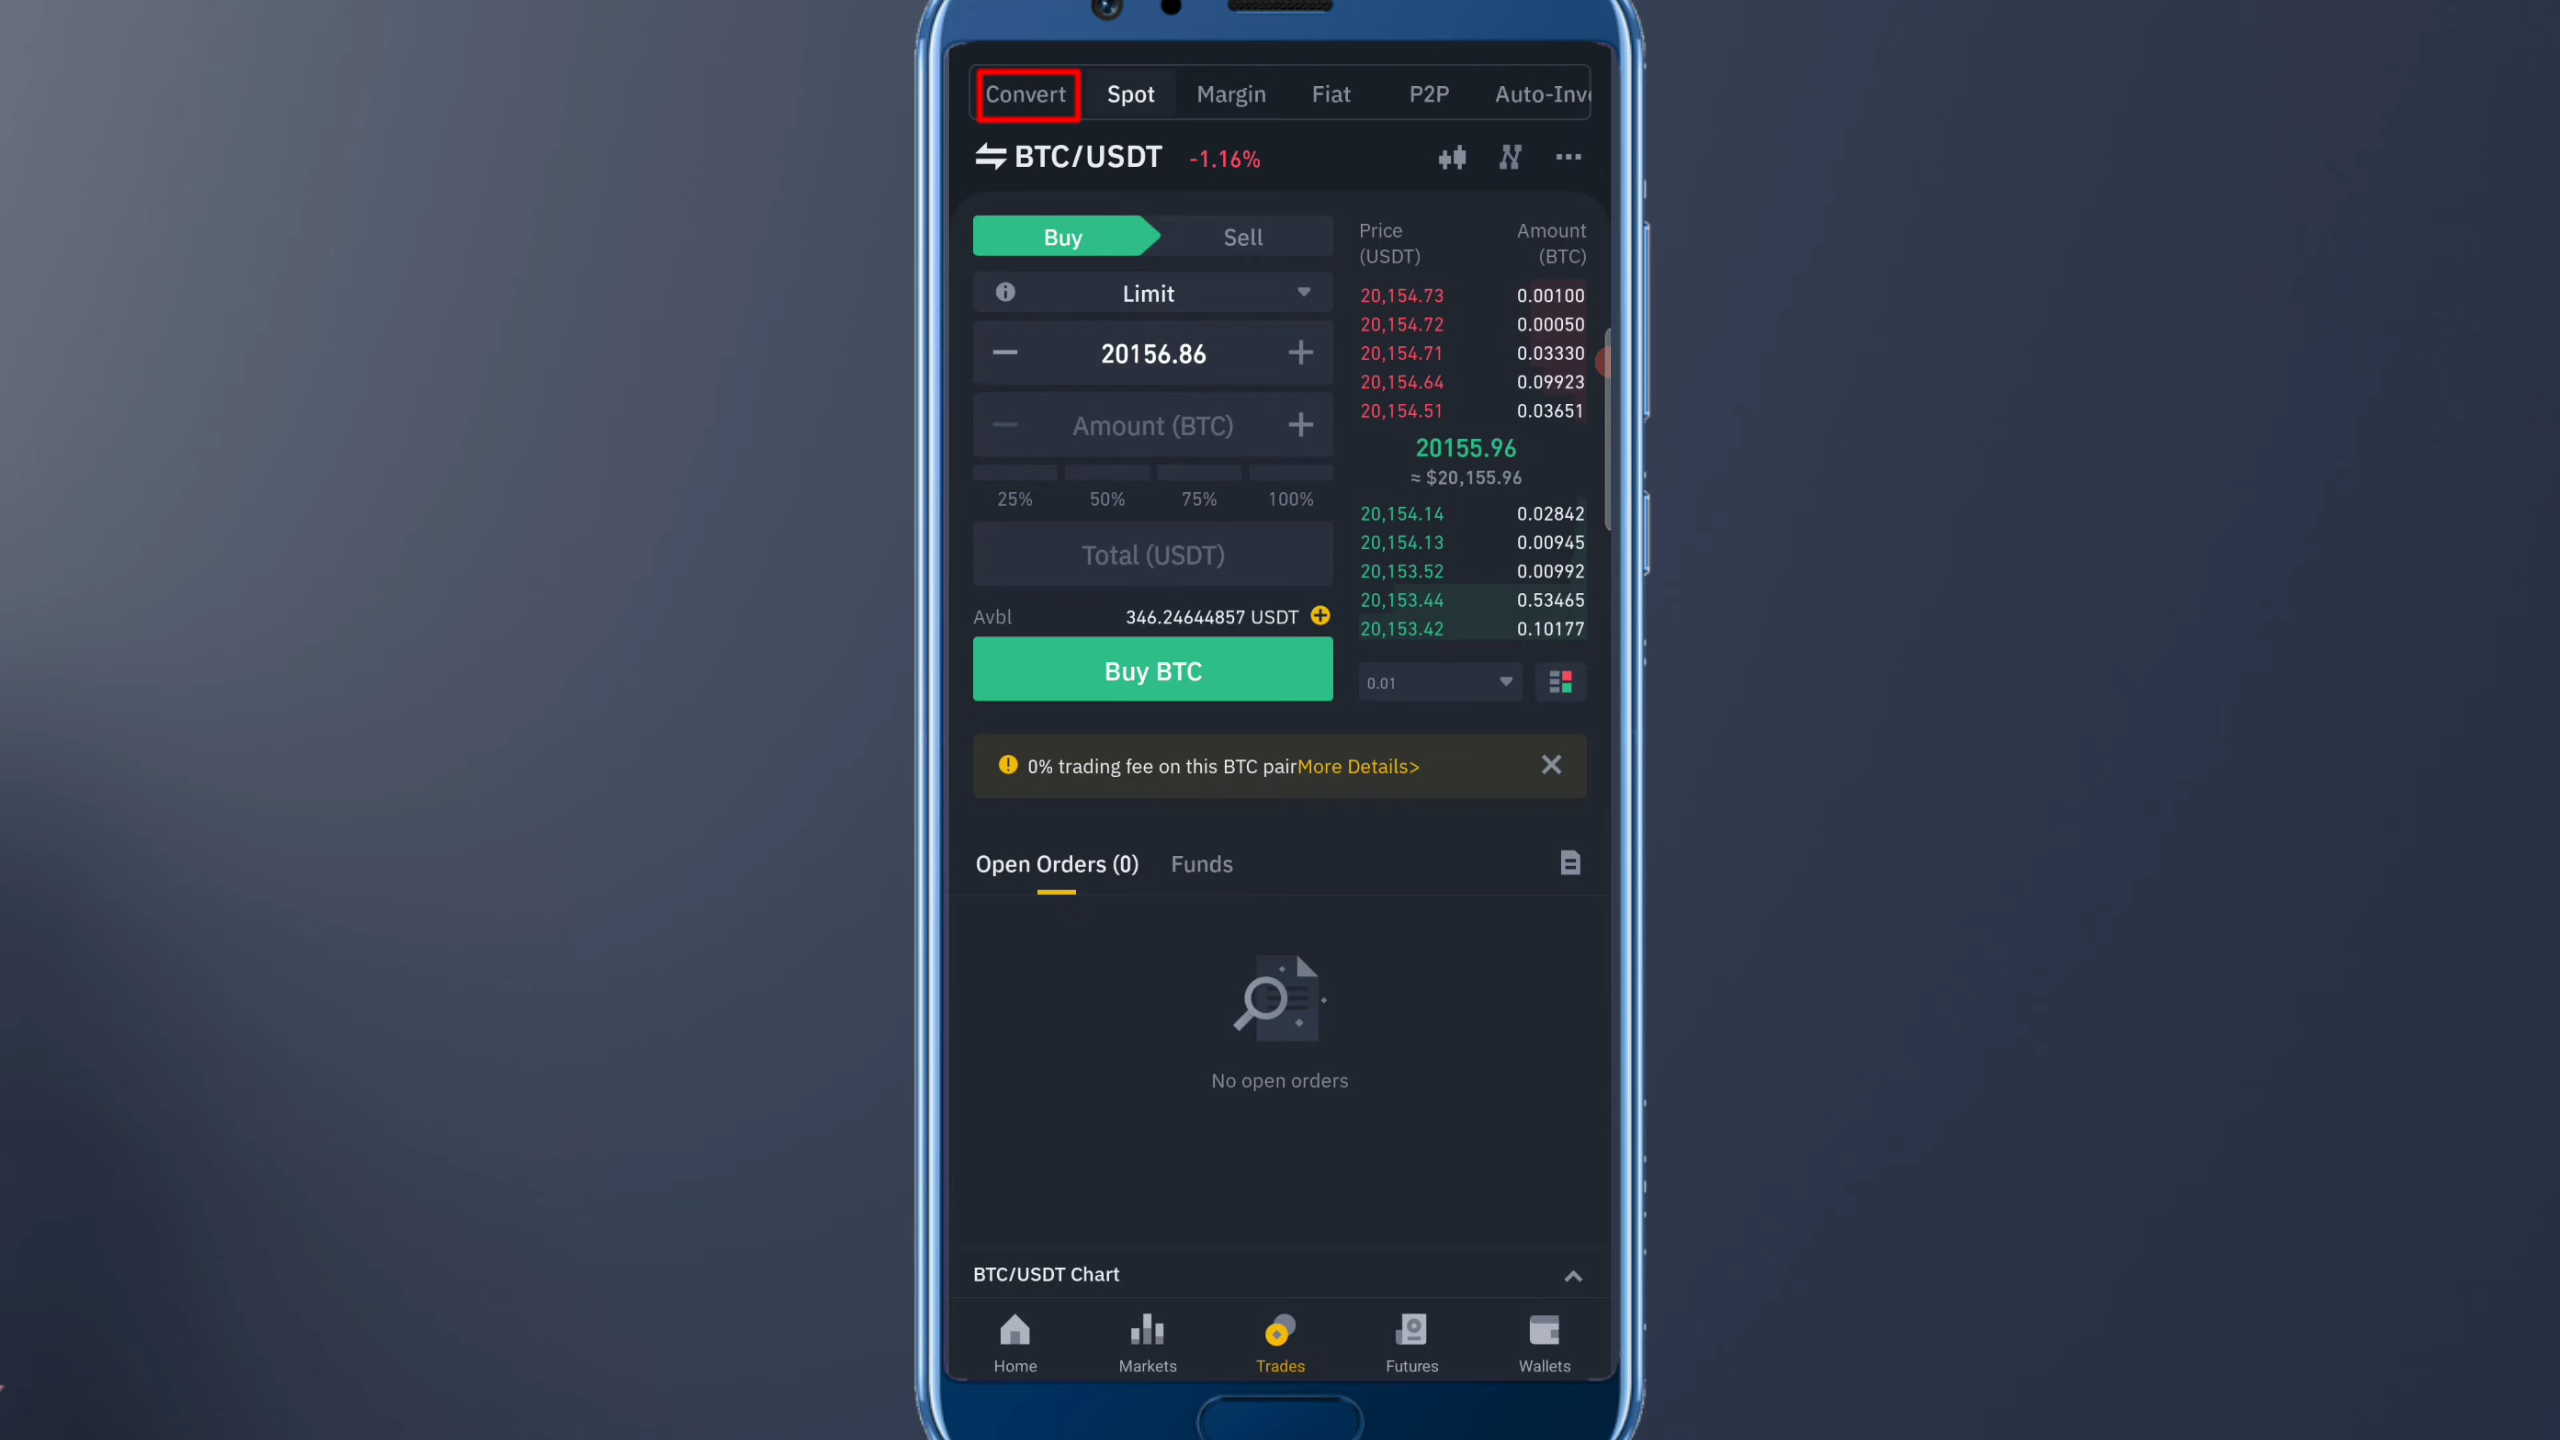 Convert Spot Margin Fiat P2P Auto-Inv
BTC/USDT -1.16%
Buy Sell
Limit
20156.86
Amount (BTC)
25% 50% 75% 100%
Total (USDT)
Avbl 346.24644857 USDT
Buy BTC
Price Amount
(USDT) (BTC)
20,154.73 0.00100
20,154.72 0.00050
20,154.71 0.03330
20,154.64 0.09923
20,154.51 0.03651
20155.96
≈ $20,155.96
20,154.14 0.02842
20,154.13 0.00945
20,153.52 0.00992
20,153.44 0.53465
20,153.42 0.10177
0.01
0% trading fee on this BTC pairMore Details>
Open Orders (0) Funds
No open orders
BTC/USDT Chart
Home Markets Trades Futures Wallets